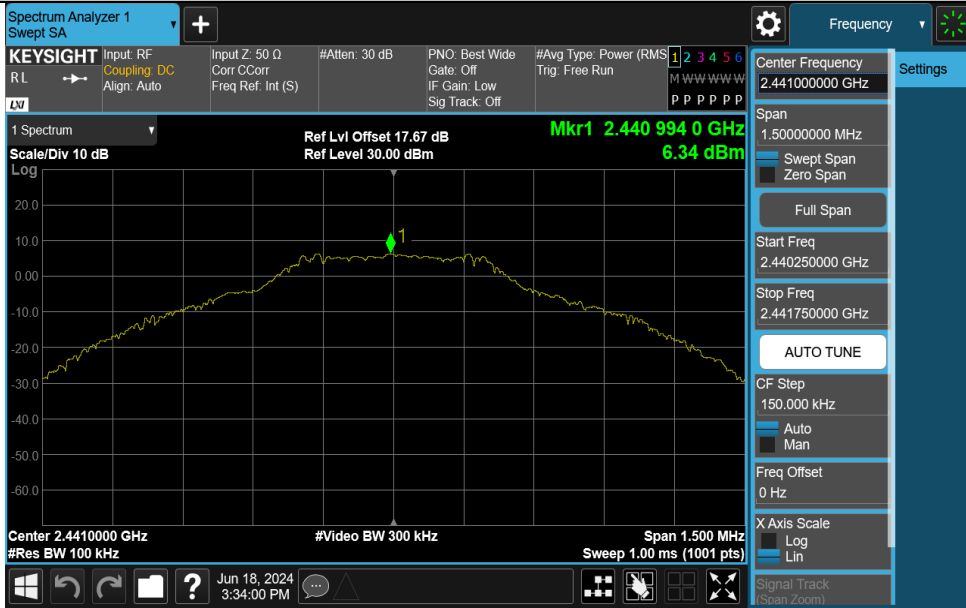 Spectrum Analyzer 1
Swept SA
+
Frequency
KEYSIGHT
RL
LXI
Input: RF
Coupling: DC
Align: Auto
Input Z: 50 Ω
Corr CCorr
Freq Ref: Int (S)
#Atten: 30 dB
PNO: Best Wide
Gate: Off
IF Gain: Low
Sig Track: Off
#Avg Type: Power (RMS
Trig: Free Run
1 2 3 4 5 6
M W W W W W
P P P P P P
1 Spectrum
Scale/Div 10 dB
Log
Ref Lvl Offset 17.67 dB
Ref Level 30.00 dBm
Mkr1 2.440 994 0 GHz
6.34 dBm
20.0
10.0
0.00
-10.0
-20.0
-30.0
-40.0
-50.0
-60.0
1
Center 2.4410000 GHz
#Res BW 100 kHz
#Video BW 300 kHz
Span 1.500 MHz
Sweep 1.00 ms (1001 pts)
Center Frequency
2.441000000 GHz
Settings
Span
1.50000000 MHz
Swept Span
Zero Span
Full Span
Start Freq
2.440250000 GHz
Stop Freq
2.441750000 GHz
AUTO TUNE
CF Step
150.000 kHz
Auto
Man
Freq Offset
0 Hz
X Axis Scale
Log
Lin
Signal Track
(Span Zoom)
?
Jun 18, 2024
3:34:00 PM